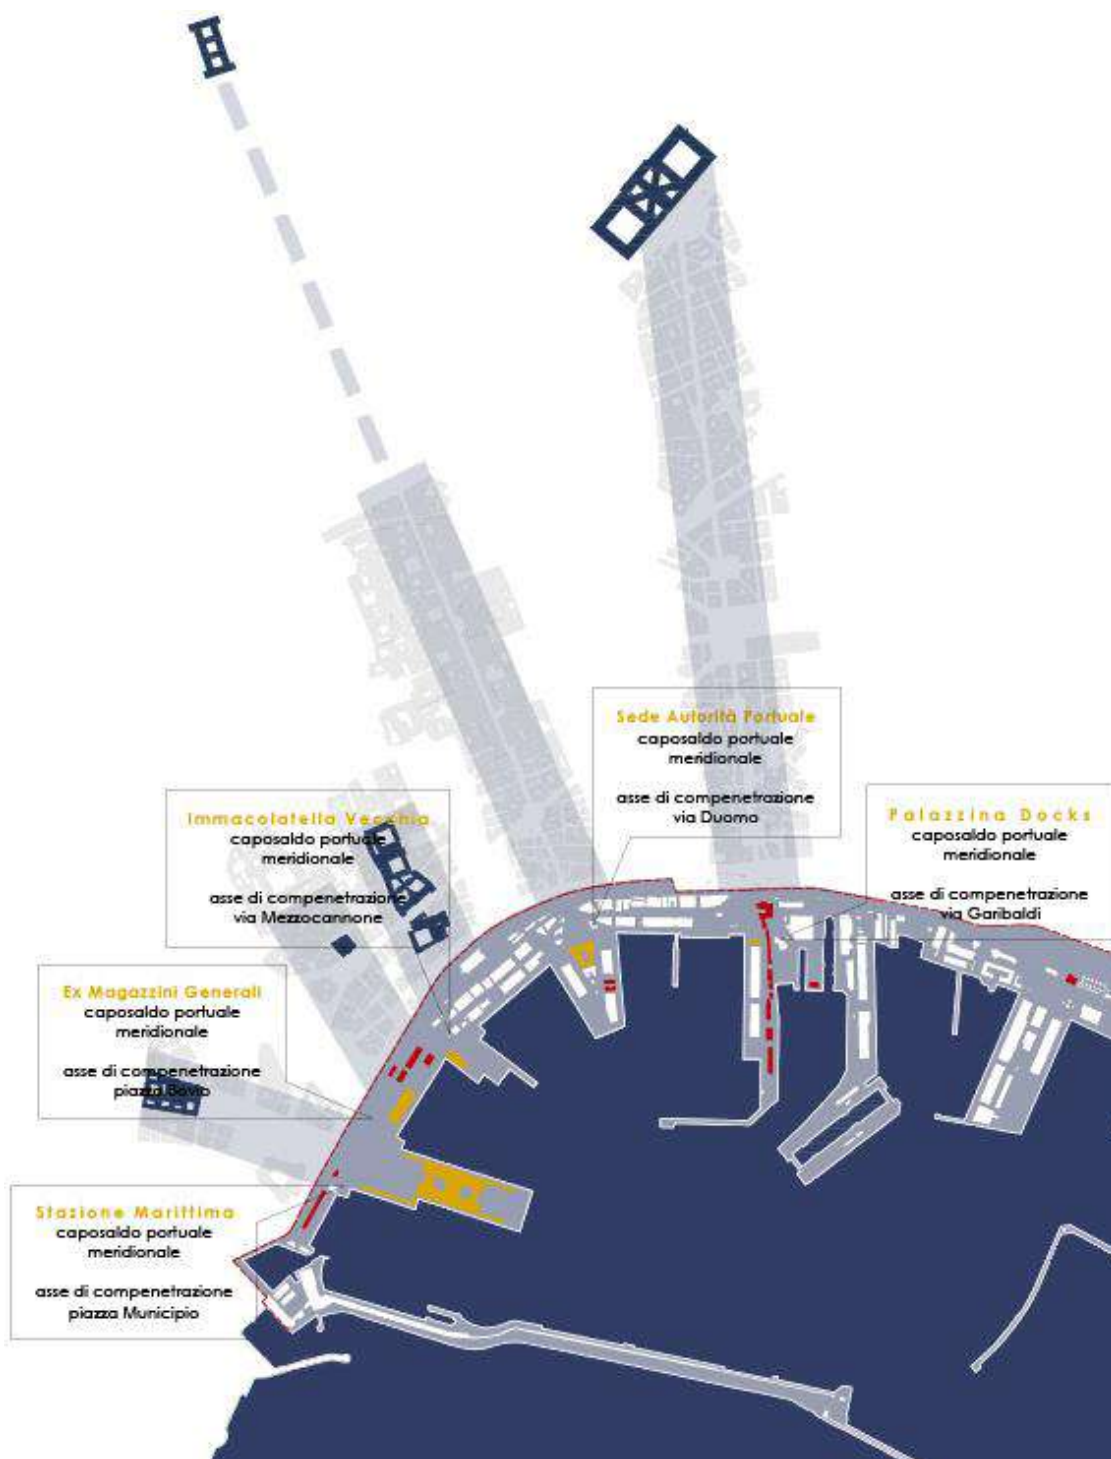 Sede Autorità Portuale
caposaldo portuale
meridionale
asse di compenetrazione
via Duomo
Palazzina Docks
caposaldo portuale
meridionale
asse di compenetrazione
via Garibaldi
Immacolatella Vecchia
caposaldo portuale
meridionale
asse di compenetrazione
via Mezzocannone
Ex Magazzini Generali
caposaldo portuale
meridionale
asse di compenetrazione
piazza Bovio
Stazione Marittima
caposaldo portuale
meridionale
asse di compenetrazione
piazza Municipio